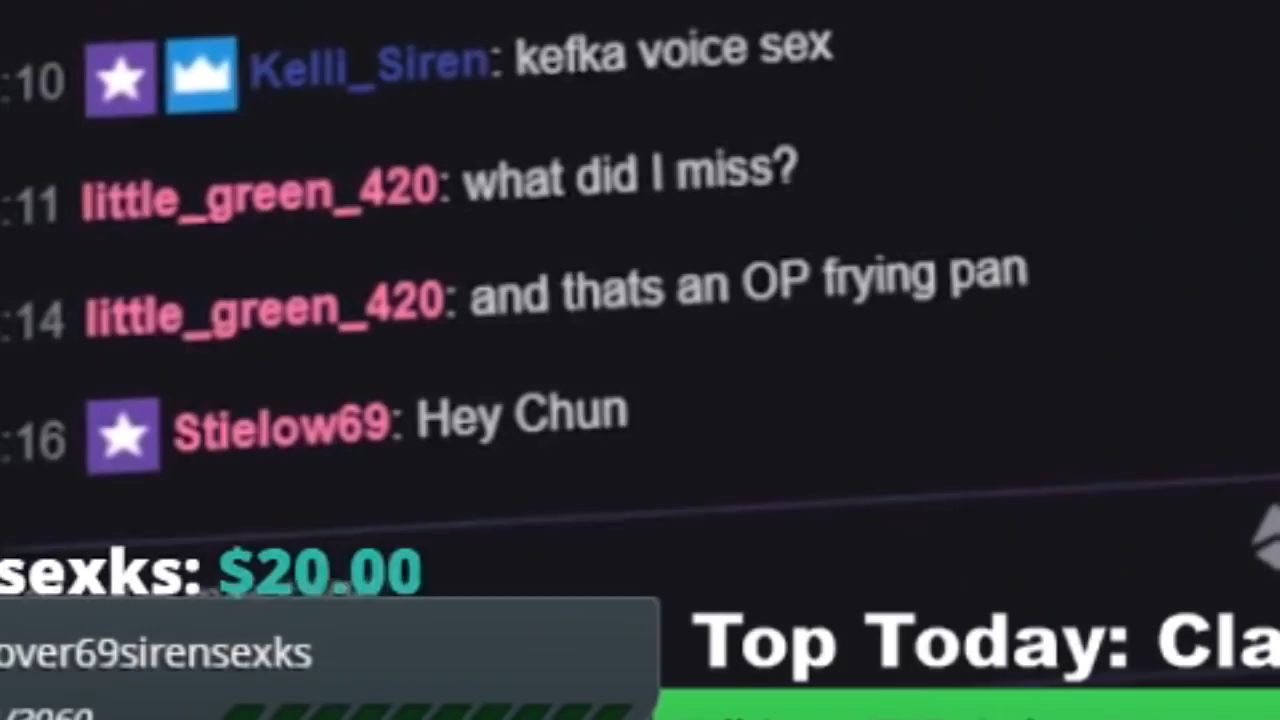 :10 Kelli_Siren: kefka voice sex
:11 little_green_420: what did I miss?
:14 little_green_420: and thats an OP frying pan
:16 Stielow69: Hey Chun
sexks: $20.00
over69sirensexks
Top Today: Cla
/3060